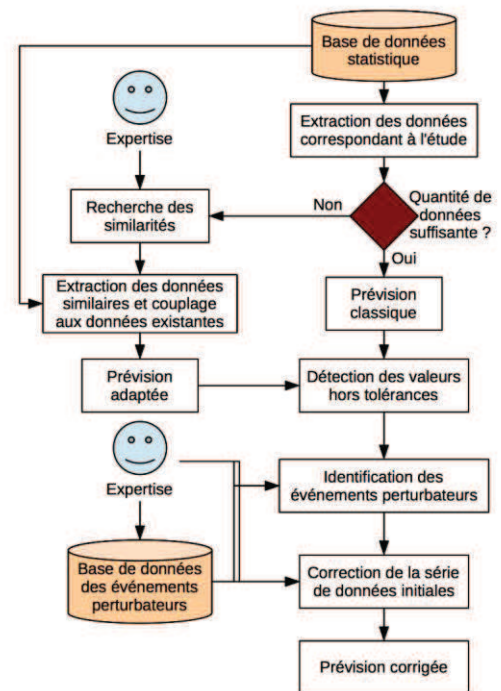 Base de données
statistique
Extraction des données
correspondant à l'étude
Expertise
Quantité de
données
suffisante ?
Non
Oui
Recherche des
similarités
Extraction des données
similaires et couplage
aux données existantes
Prévision
classique
Prévision
adaptée
Détection des valeurs
hors tolérances
Expertise
Identification des
événements perturbateurs
Base de données
des événements
perturbateurs
Correction de la série
de données initiales
Prévision corrigée